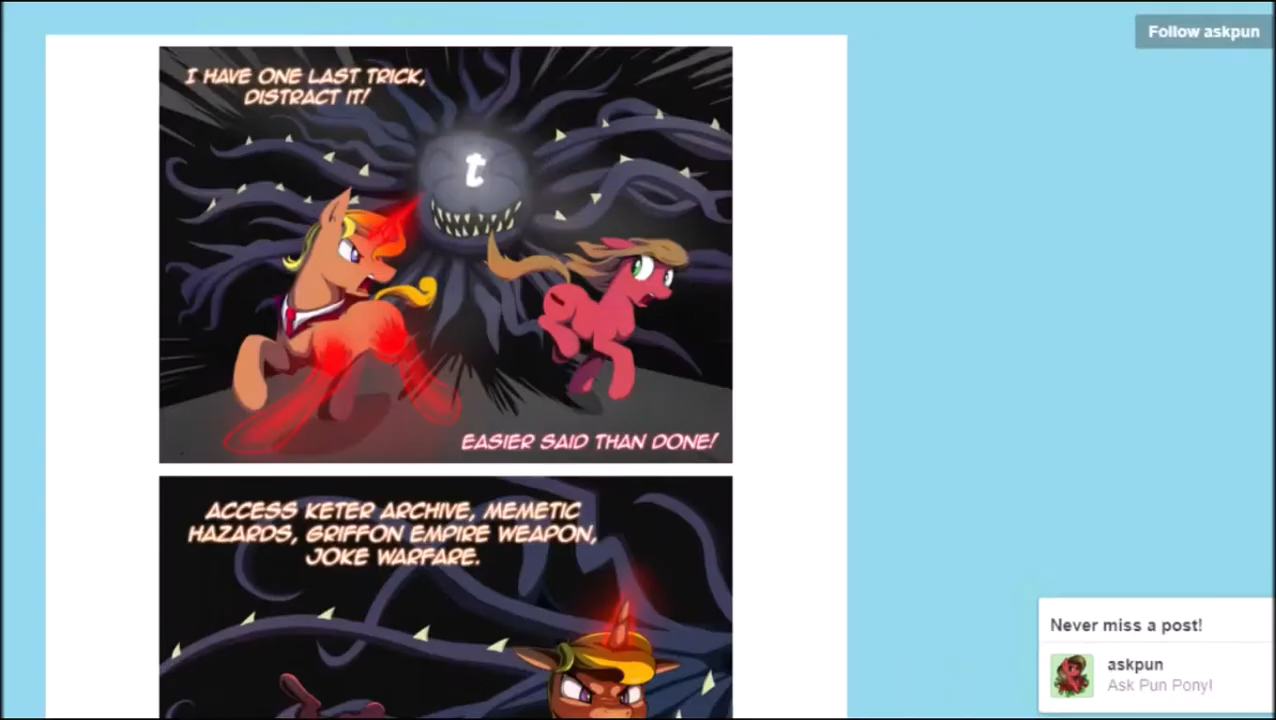 Follow askpun
I HAVE ONE LAST TRICK,
DISTRACT IT!
t
EASIER SAID THAN DONE!
ACCESS KETER ARCHIVE, MEMETIC
HAZARDS, GRIFFON EMPIRE WEAPON,
JOKE WARFARE.
Never miss a post!
askpun
Ask Pun Pony!